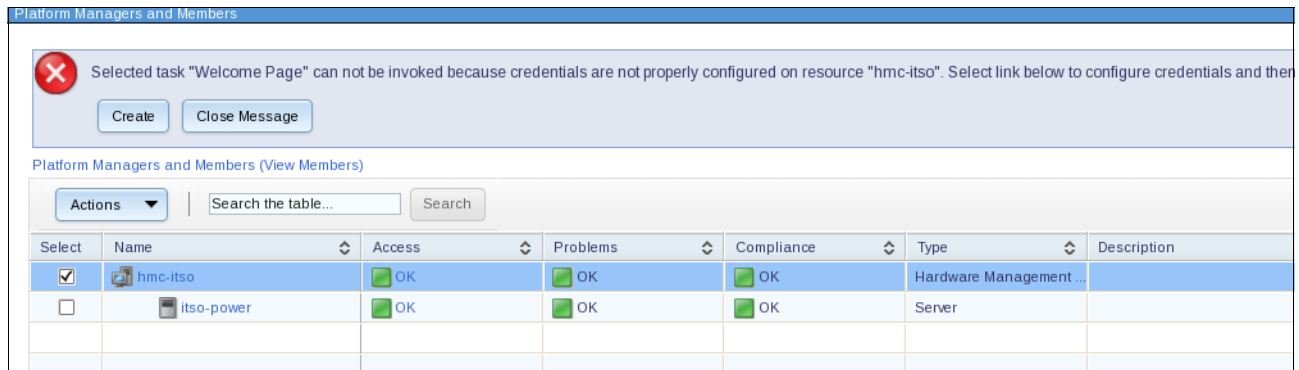 Platform Managers and Members
Selected task "Welcome Page" can not be invoked because credentials are not properly configured on resource "hmc-itso". Select link below to configure credentials and then
Create Close Message
Platform Managers and Members (View Members)
Actions Search the table... Search
Select Name Access Problems Compliance Type Description
hmc-itso OK OK OK Hardware Management ...
itso-power OK OK OK Server